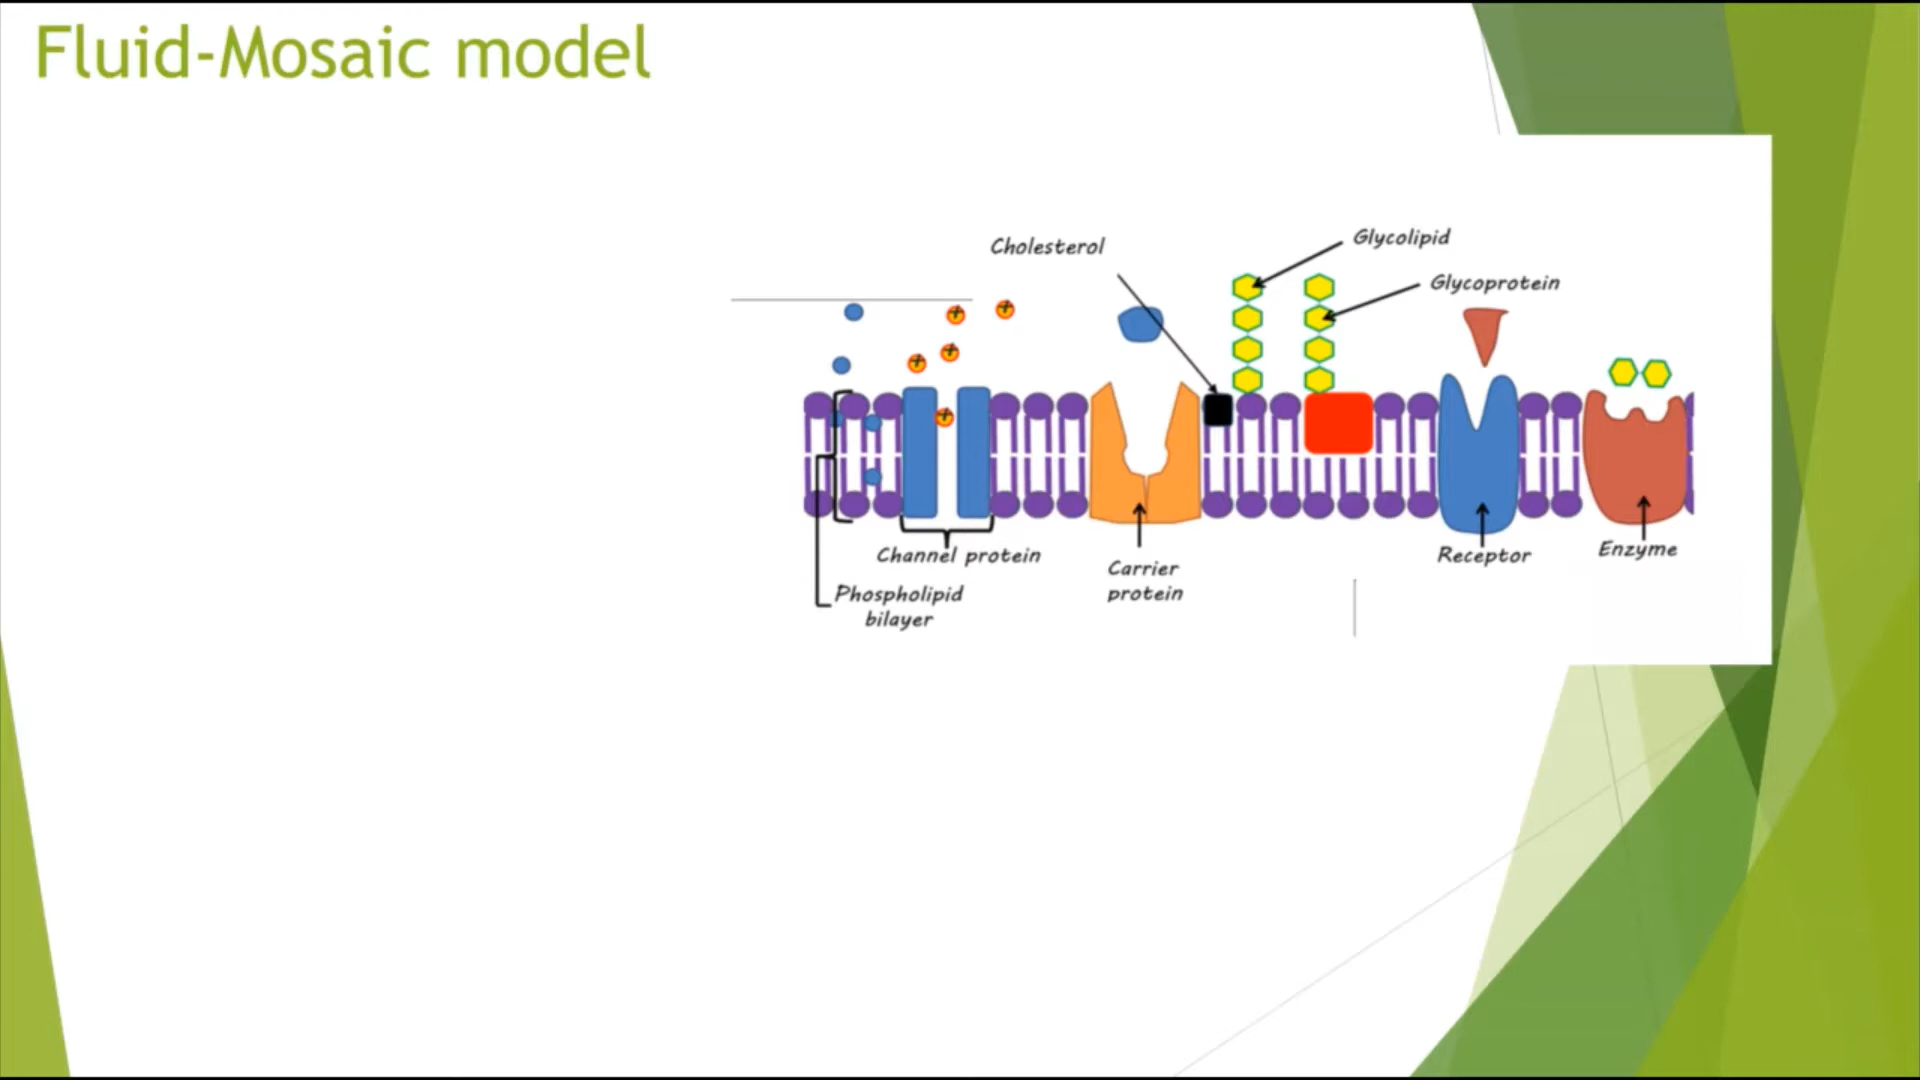 Fluid-Mosaic model
Cholesterol
Glycolipid
Glycoprotein
+
+
+
+
+
Channel protein
Phospholipid
bilayer
Carrier
protein
Receptor
Enzyme